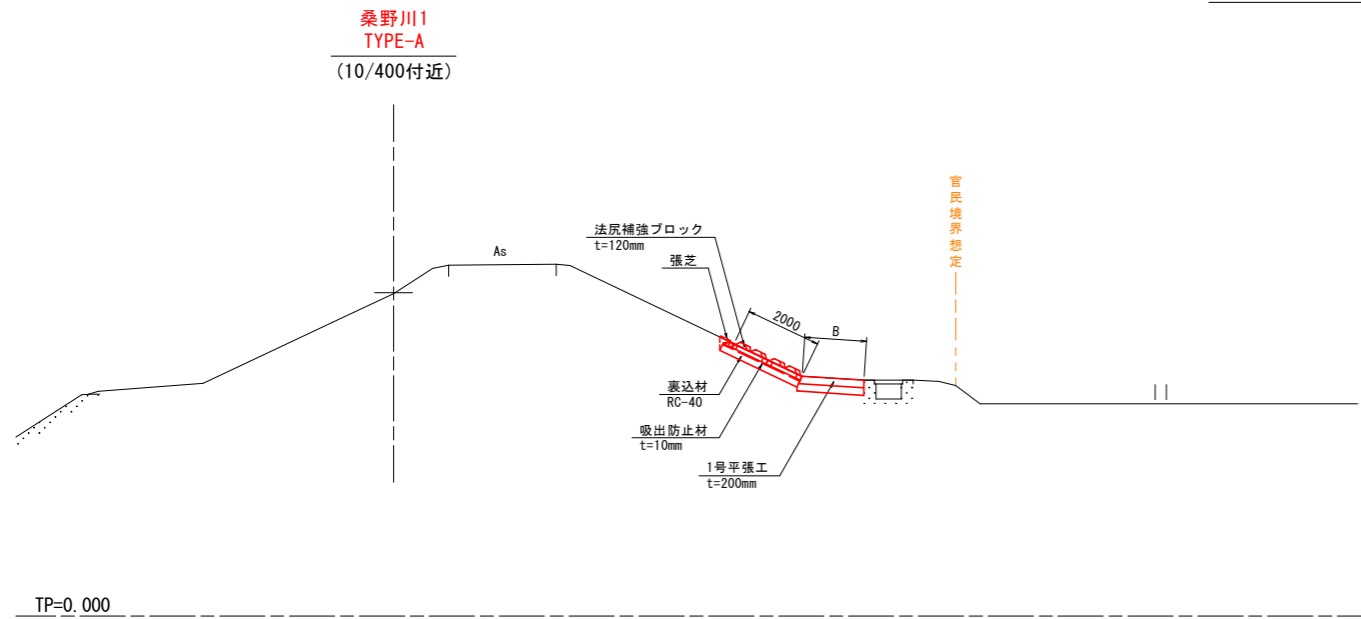 桑野川1
TYPE-A
(10/400付近)
官民境界想定
法尻補強ブロック
t=120mm
As
張芝
2000
B
裏込材
RC-40
吸出防止材
t=10mm
1号平張工
t=200mm
TP=0.000